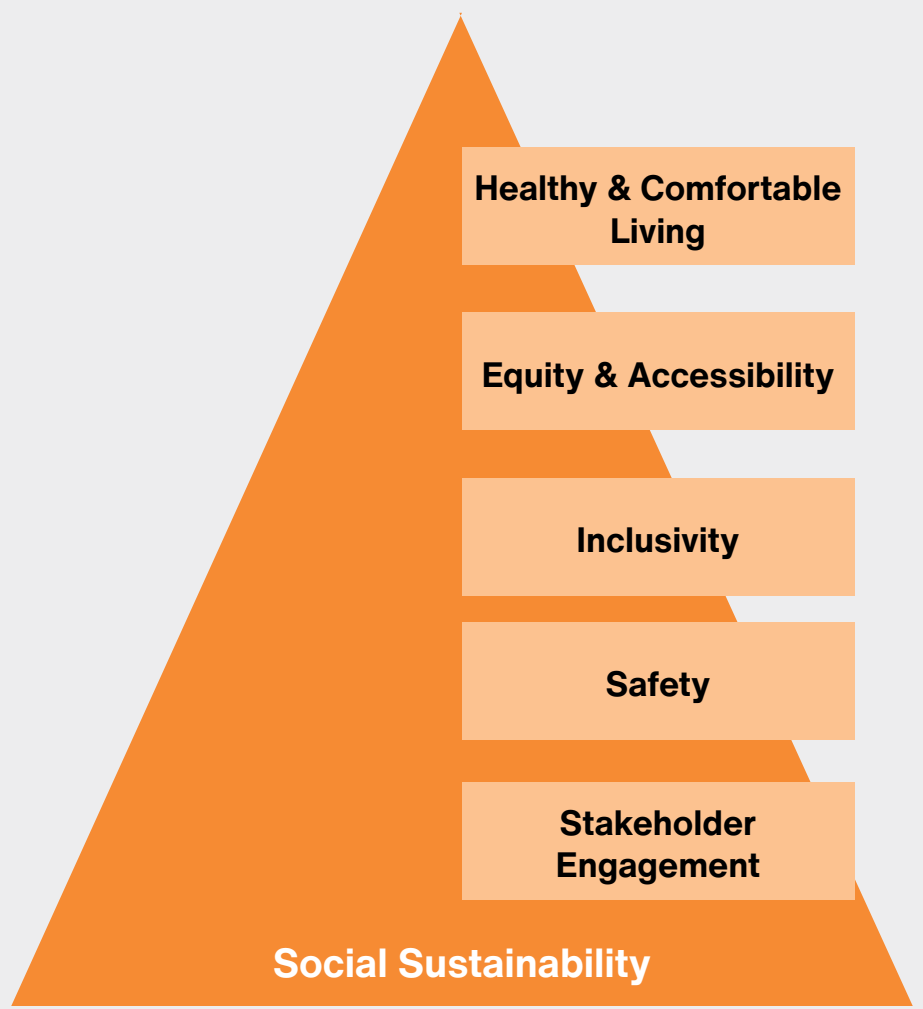 Healthy & Comfortable
Living
Equity & Accessibility
Inclusivity
Safety
Stakeholder
Engagement
Social Sustainability